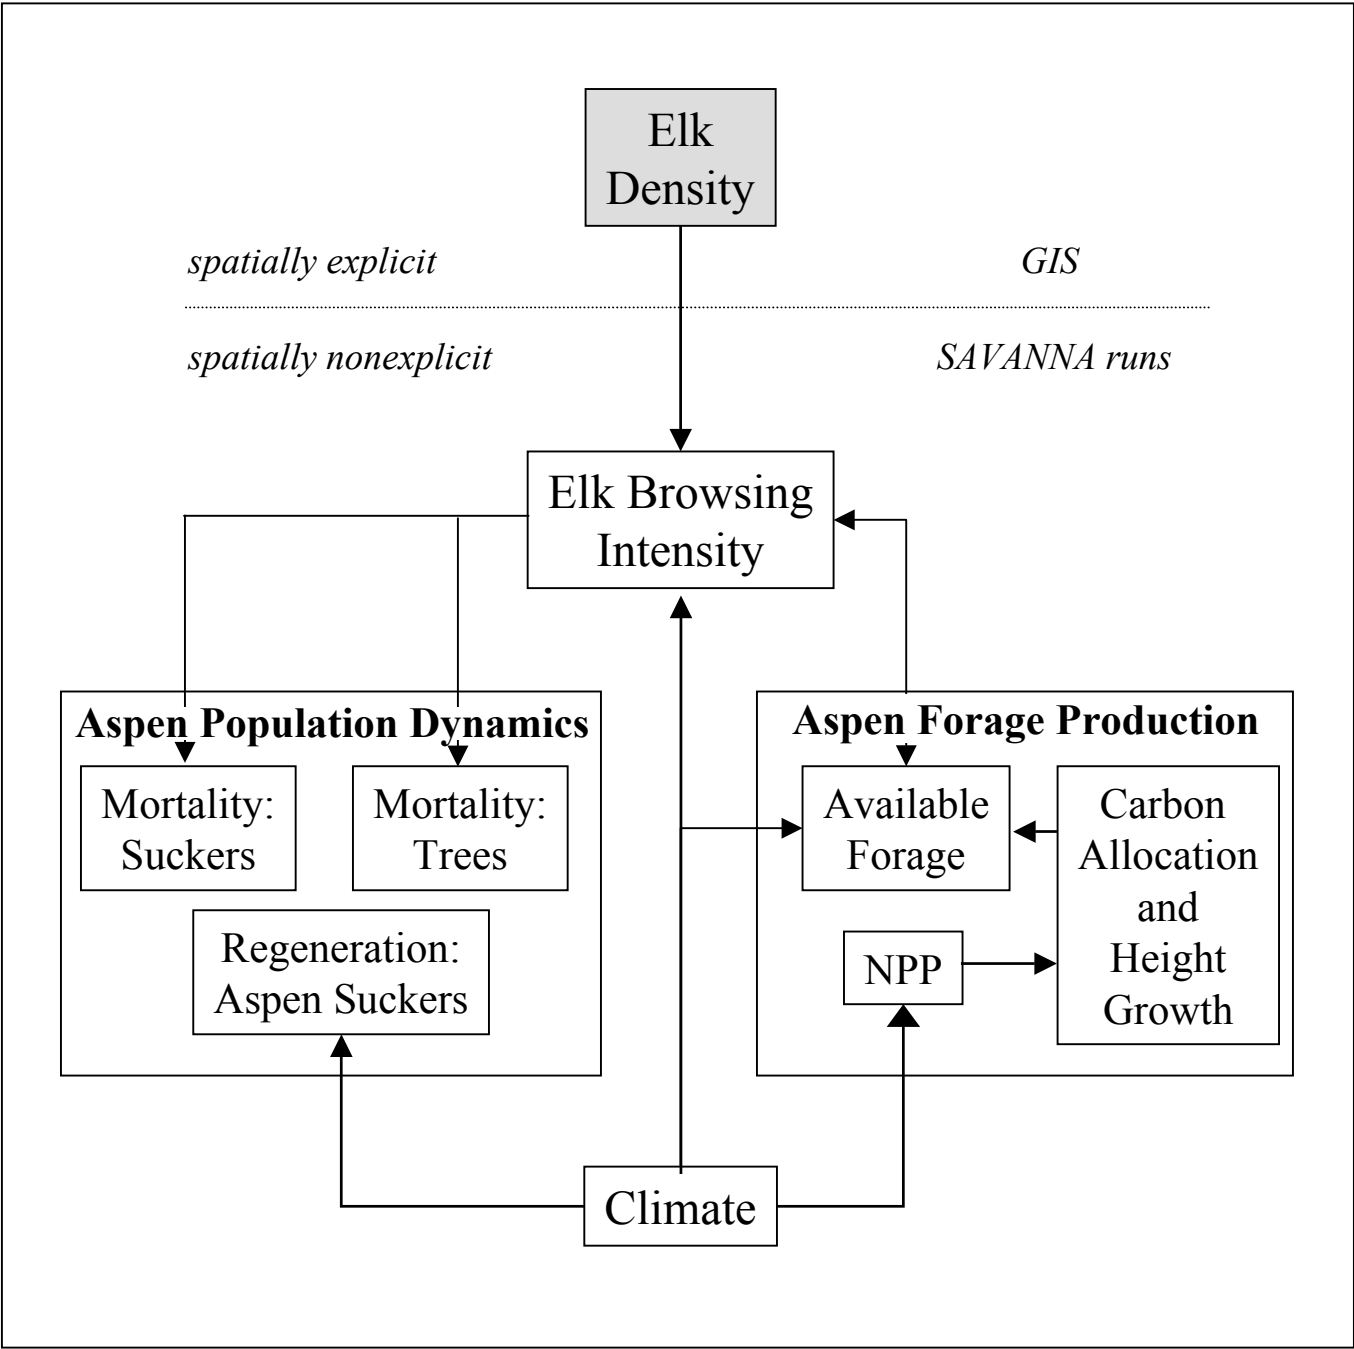 Elk
Density
spatially explicit
GIS
spatially nonexplicit
SAVANNA runs
Elk Browsing
Intensity
Aspen Population Dynamics
Mortality:
Suckers
Mortality:
Trees
Regeneration:
Aspen Suckers
Aspen Forage Production
Available
Forage
Carbon
Allocation
and
Height
Growth
NPP
Climate